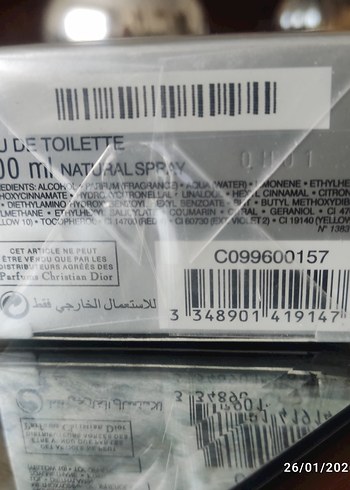 U DE TOILETTE
00 ml NATURAL SPRAY
0U01
EDIENTS: ALCOHOL • PARFUM (FRAGRANCE) • AQUA (WATER) • LIMONENE • ETHYLHE
HOXYCINNAMATE • HYDROXYCITRONELLAL • LINALOOL • HEXYL CINNAMAL • CITRON
• DIETHYLAMINO HYDROXYBENZOYL HEXYL BENZOATE • BUTYL METHOXYDIB
LMETHANE • ETHYLHEXYL SALICYLATE • COUMARIN • CITRAL • GERANIOL • CI 47
LOW 10) • TOCOPHEROL • CI 14700 (RED 4) • CI 60730 (EXT. VIOLET 2) • CI 19140 (YELLOW
N° 1383
CET ARTICLE NE PEUT
ÊTRE VENDU QUE PAR LES
DISTRIBUTEURS AGRÉÉS DES
Parfums Christian Dior
C099600157
للاستعمال الخارجي فقط
3 348901 419147
26/01/202